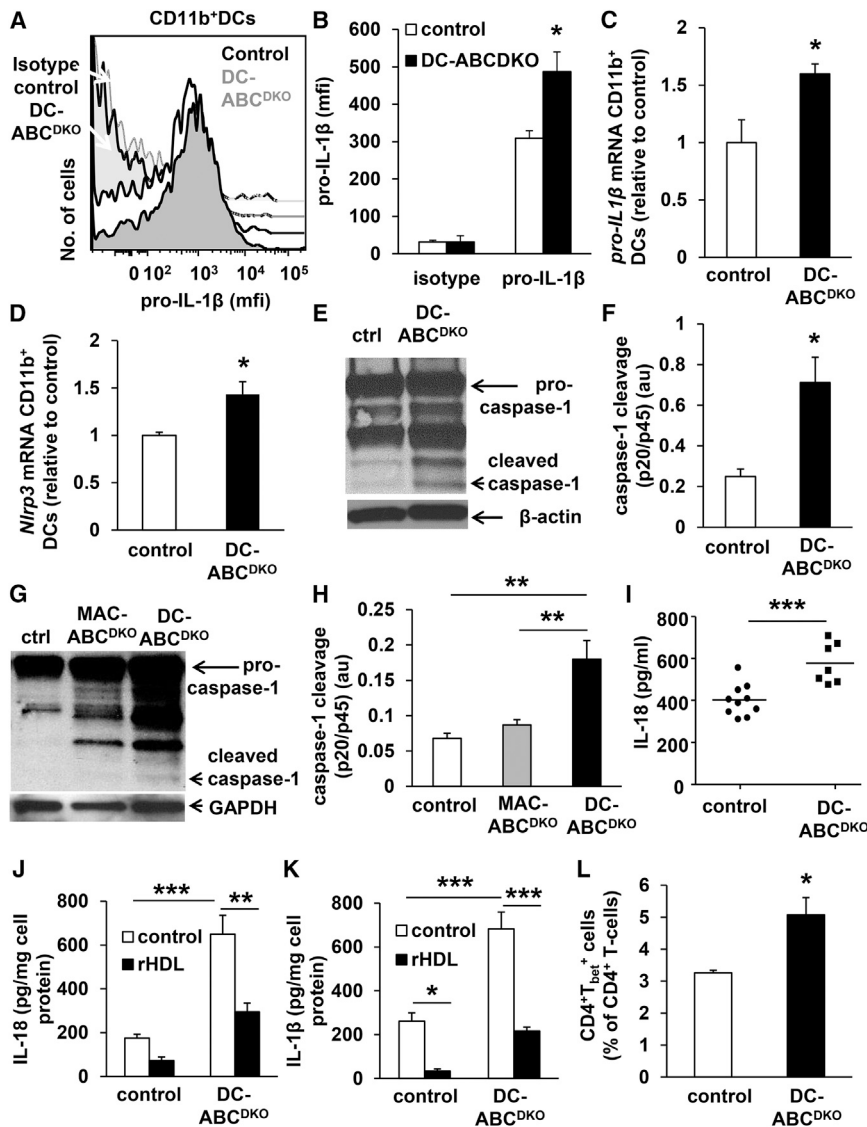 A
CD11b⁺DCs
Isotype
control
DC-
ABCᴰᴷᴼ
Control
DC-
ABCᴰᴷᴼ
No. of cells
0 10² 10³ 10⁴ 10⁵
pro-IL-1β (mfi)
B
control
DC-ABCDKO
*
pro-IL-1β (mfi)
600
500
400
300
200
100
0
isotype pro-IL-1β
C
*
pro-IL1β mRNA CD11b⁺
DCs (relative to control)
2
1.5
1
0.5
0
control DC-
ABCᴰᴷᴼ
D
*
Nlrp3 mRNA CD11b⁺
DCs (relative to control)
2
1.5
1
0.5
0
control DC-
ABCᴰᴷᴼ
E
ctrl DC-
ABCᴰᴷᴼ
pro-
caspase-1
cleaved
caspase-1
β-actin
F
*
caspase-1 cleavage
(p20/p45) (au)
1
0.8
0.6
0.4
0.2
0
control DC-
ABCᴰᴷᴼ
G
ctrl MAC-
ABCᴰᴷᴼ
DC-
ABCᴰᴷᴼ
pro-
caspase-1
cleaved
caspase-1
GAPDH
H
**
**
caspase-1 cleavage
(p20/p45) (au)
0.25
0.2
0.15
0.1
0.05
0
control MAC-
ABCᴰᴷᴼ
DC-
ABCᴰᴷᴼ
I
***
IL-18 (pg/ml)
800
600
400
200
0
control DC-
ABCᴰᴷᴼ
J
*** **
control
rHDL
IL-18 (pg/mg cell
protein)
800
600
400
200
0
control DC-
ABCᴰᴷᴼ
K
*** ***
control
rHDL
*
IL-1β (pg/mg cell
protein)
800
600
400
200
0
control DC-
ABCᴰᴷᴼ
L
*
CD4⁺Tbet⁺ cells
(% of CD4⁺ T-cells)
6
5
4
3
2
1
0
control DC-
ABCᴰᴷᴼ